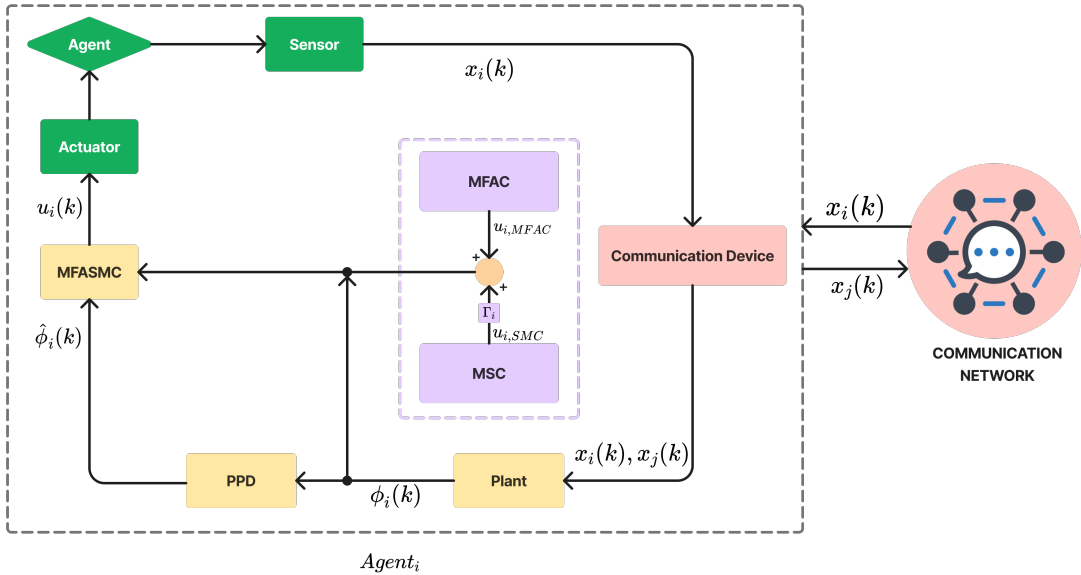 Agent
Sensor
x_i(k)
Actuator
MFAC
u_i(k)
u_{i,MFAC}
x_i(k)
Communication Device
+
MFASMC
+
x_j(k)
Γ_i
\hat{ϕ}_i(k)
u_{i,SMC}
COMMUNICATION
NETWORK
MSC
x_i(k), x_j(k)
PPD
Plant
ϕ_i(k)
Agent_i